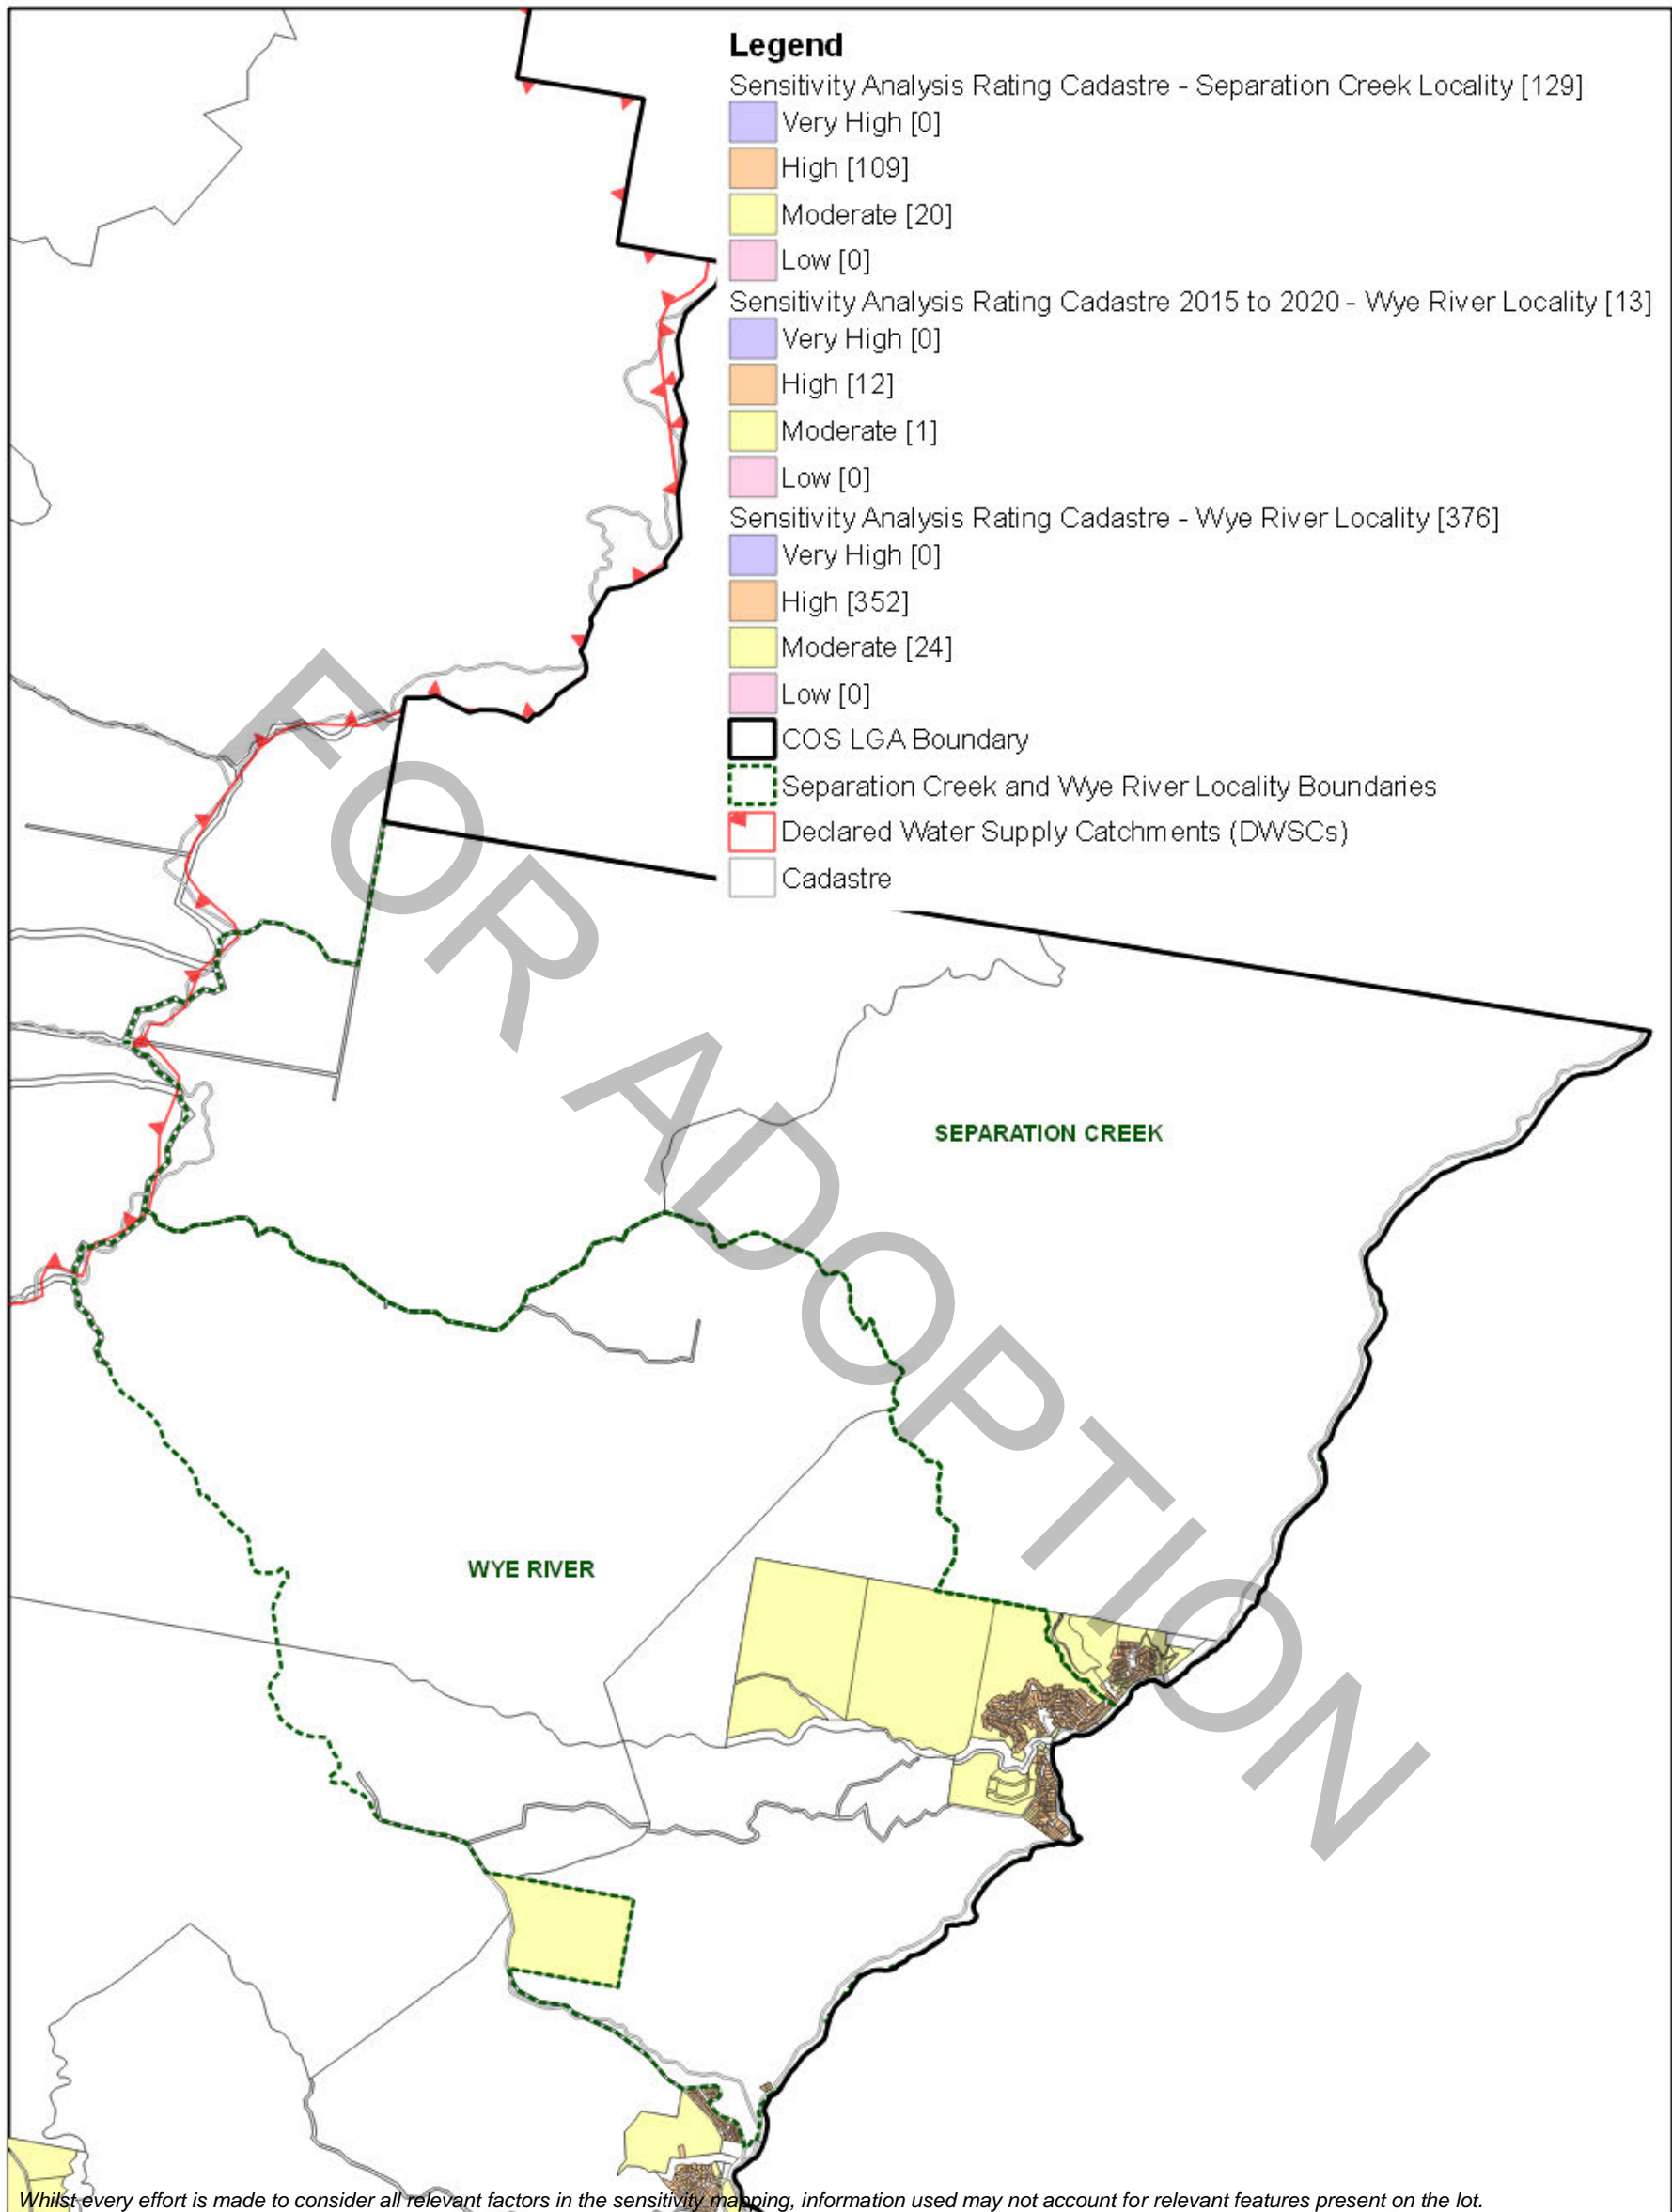 Legend
Sensitivity Analysis Rating Cadastre - Separation Creek Locality [129]
Very High [0]
High [109]
Moderate [20]
Low [0]
Sensitivity Analysis Rating Cadastre 2015 to 2020 - Wye River Locality [13]
Very High [0]
High [12]
Moderate [1]
Low [0]
Sensitivity Analysis Rating Cadastre - Wye River Locality [376]
Very High [0]
High [352]
Moderate [24]
Low [0]
COS LGA Boundary
Separation Creek and Wye River Locality Boundaries
Declared Water Supply Catchments (DWSCs)
Cadastre
FOR ADOPTION
SEPARATION CREEK
WYE RIVER
Whilst every effort is made to consider all relevant factors in the sensitivity mapping, information used may not account for relevant features present on the lot.